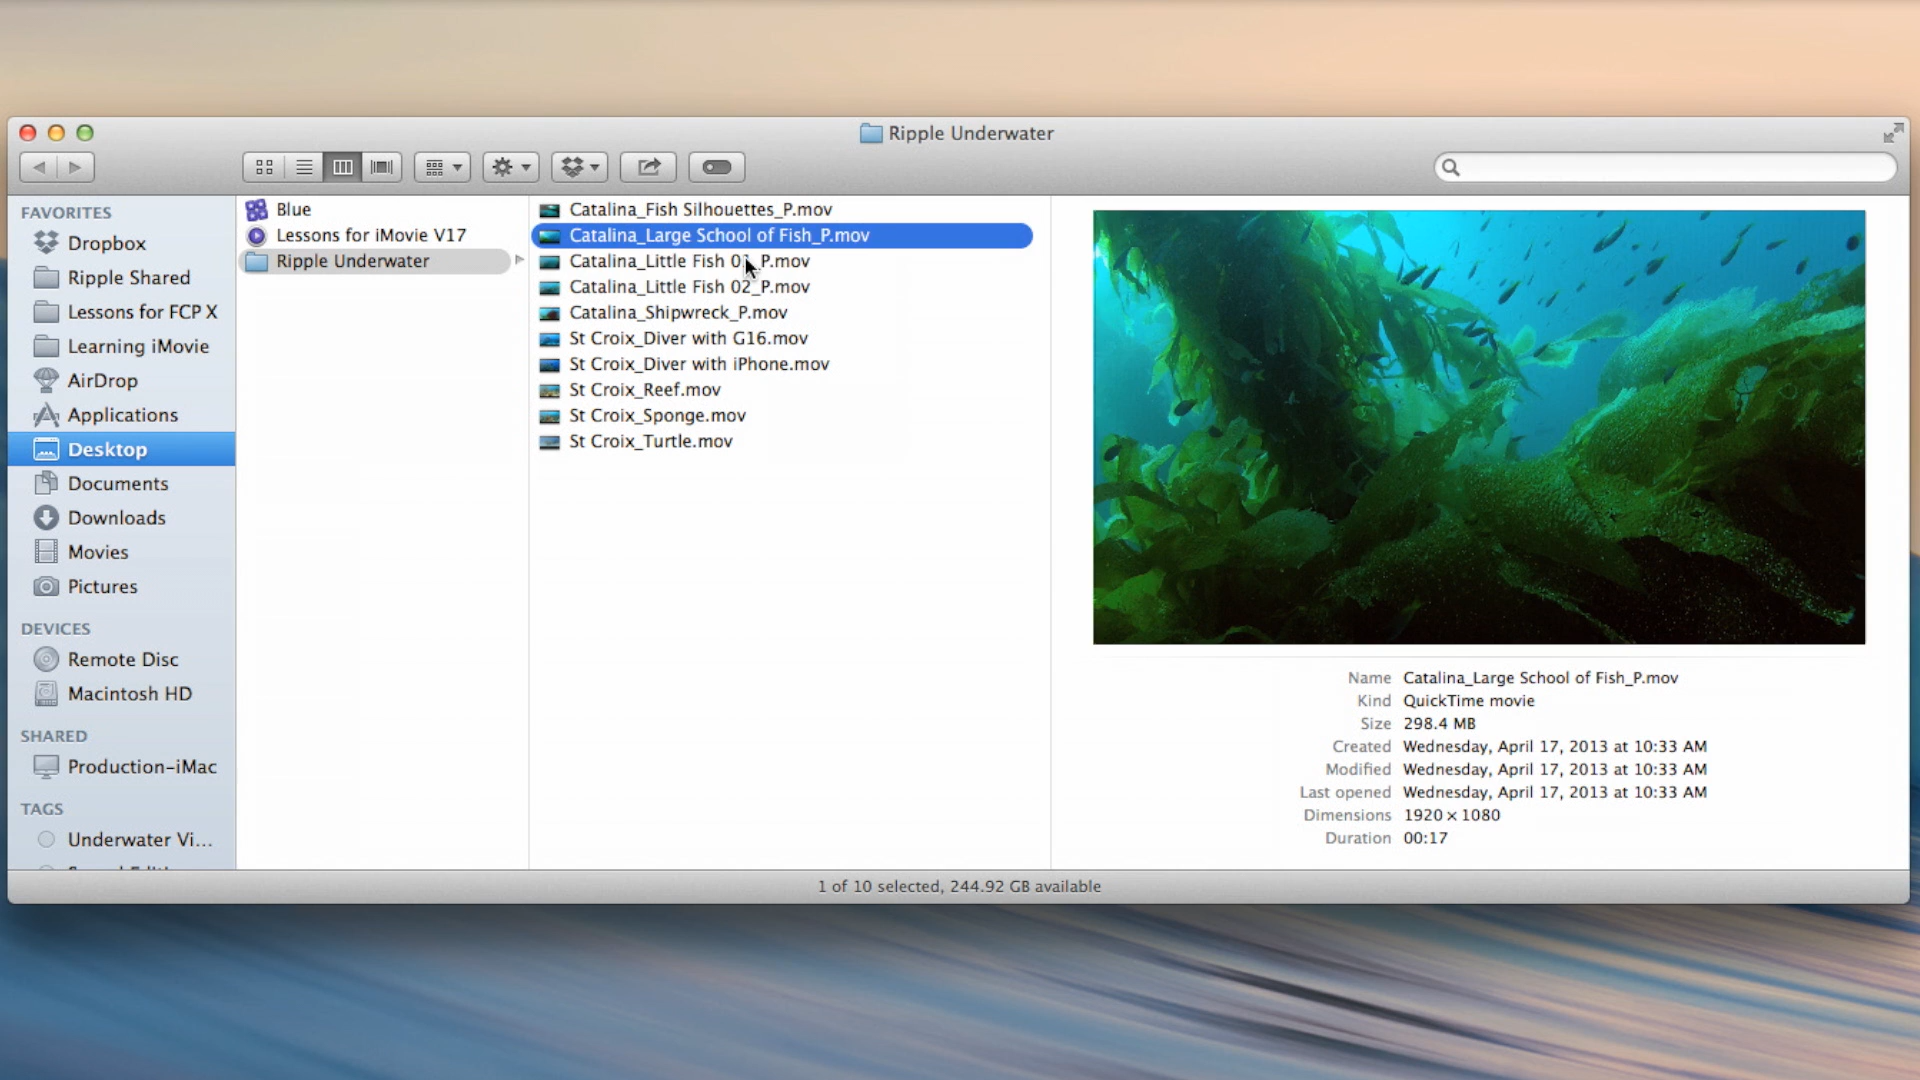 Ripple Underwater
FAVORITES
Dropbox
Ripple Shared
Lessons for FCP X
Learning iMovie
AirDrop
Applications
Desktop
Documents
Downloads
Movies
Pictures
DEVICES
Remote Disc
Macintosh HD
SHARED
Production-iMac
TAGS
Underwater Vi...
Blue
Lessons for iMovie V17
Ripple Underwater
Catalina_Fish Silhouettes_P.mov
Catalina_Large School of Fish_P.mov
Catalina_Little Fish 01_P.mov
Catalina_Little Fish 02_P.mov
Catalina_Shipwreck_P.mov
St Croix_Diver with G16.mov
St Croix_Diver with iPhone.mov
St Croix_Reef.mov
St Croix_Sponge.mov
St Croix_Turtle.mov
Name Catalina_Large School of Fish_P.mov
Kind QuickTime movie
Size 298.4 MB
Created Wednesday, April 17, 2013 at 10:33 AM
Modified Wednesday, April 17, 2013 at 10:33 AM
Last opened Wednesday, April 17, 2013 at 10:33 AM
Dimensions 1920 × 1080
Duration 00:17
1 of 10 selected, 244.92 GB available